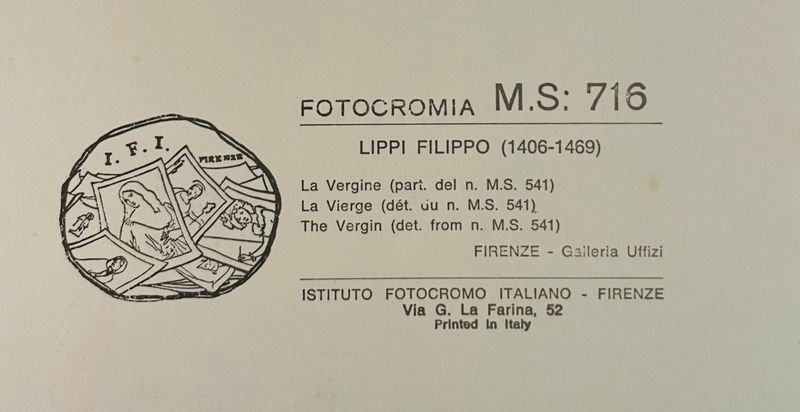 I. F. I.
FIRENZE
FOTOCROMIA M.S: 716
LIPPI FILIPPO (1406-1469)
La Vergine (part. del n. M.S. 541)
La Vierge (dét. du n. M.S. 541)
The Vergin (det. from n. M.S. 541)
FIRENZE - Galleria Uffizi
ISTITUTO FOTOCROMO ITALIANO - FIRENZE
Via G. La Farina, 52
Printed in Italy